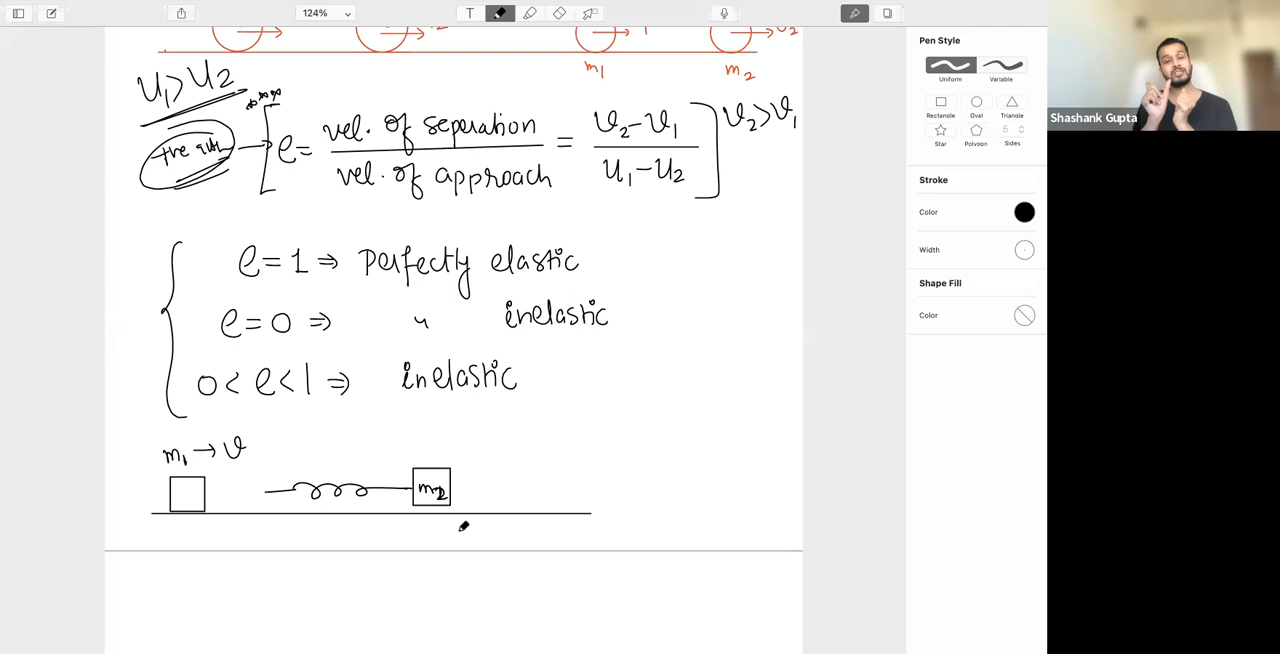 124%
T
m₁ m₂
u₁ > u₂
+ve
e = vel. of seperation / vel. of approach = v₂ - v₁ / u₁ - u₂
v₂ > v₁
e = 1 ⇒ Perfectly elastic
e = 0 ⇒ " inelastic
0 < e < 1 ⇒ inelastic
m₁ → v
m₂
Pen Style
Uniform Variable
Rectangle Oval Triangle
Star Polygon 5 Sides
Stroke
Color
Width
Shape Fill
Color
Shashank Gupta